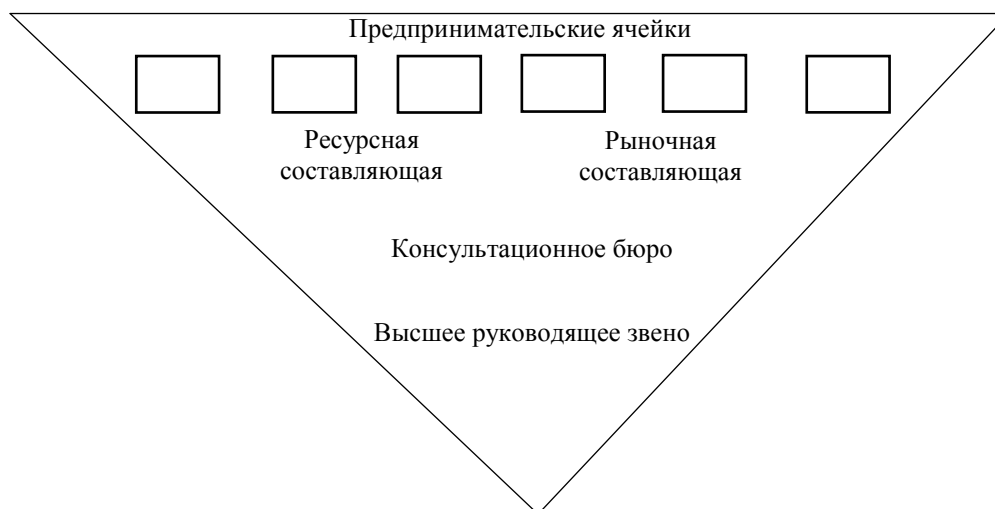 Предпринимательские ячейки
Ресурсная
составляющая
Рыночная
составляющая
Консультационное бюро
Высшее руководящее звено